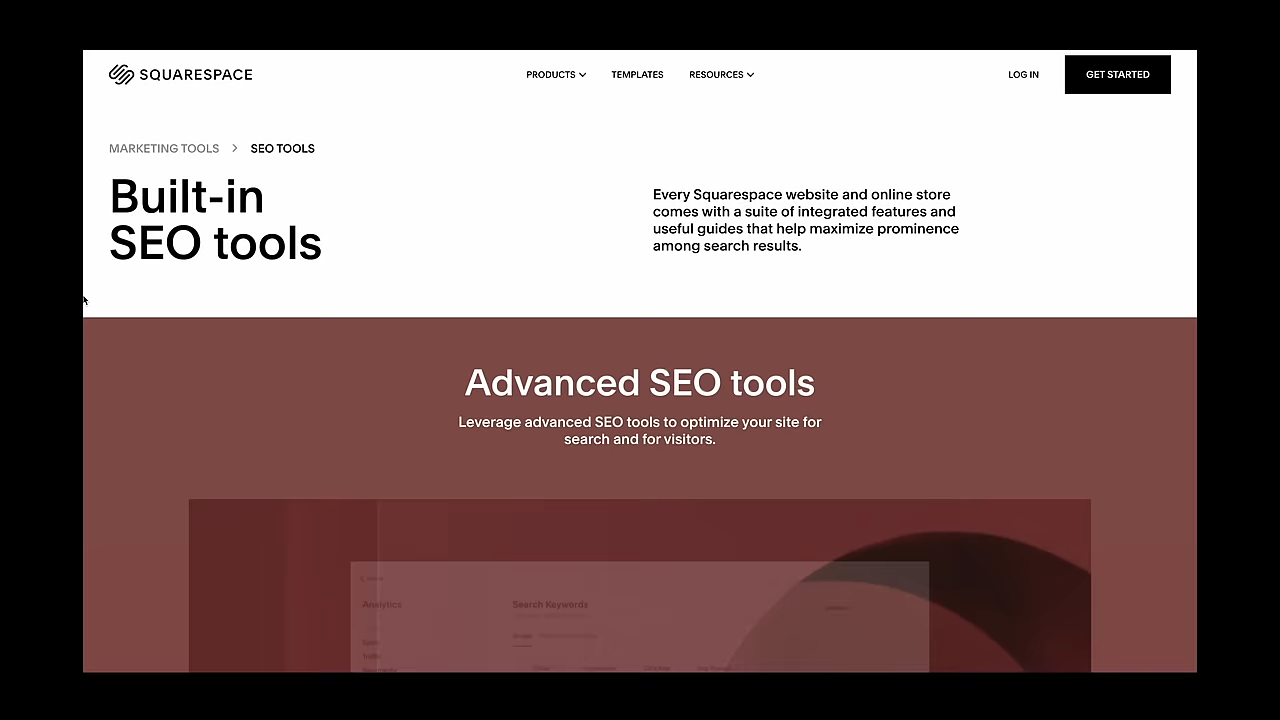 SQUARESPACE
PRODUCTS
TEMPLATES
RESOURCES
LOG IN
GET STARTED
MARKETING TOOLS > SEO TOOLS
Built-in
SEO tools
Every Squarespace website and online store
comes with a suite of integrated features and
useful guides that help maximize prominence
among search results.
Advanced SEO tools
Leverage advanced SEO tools to optimize your site for
search and for visitors.
Analytics
Search Keywords